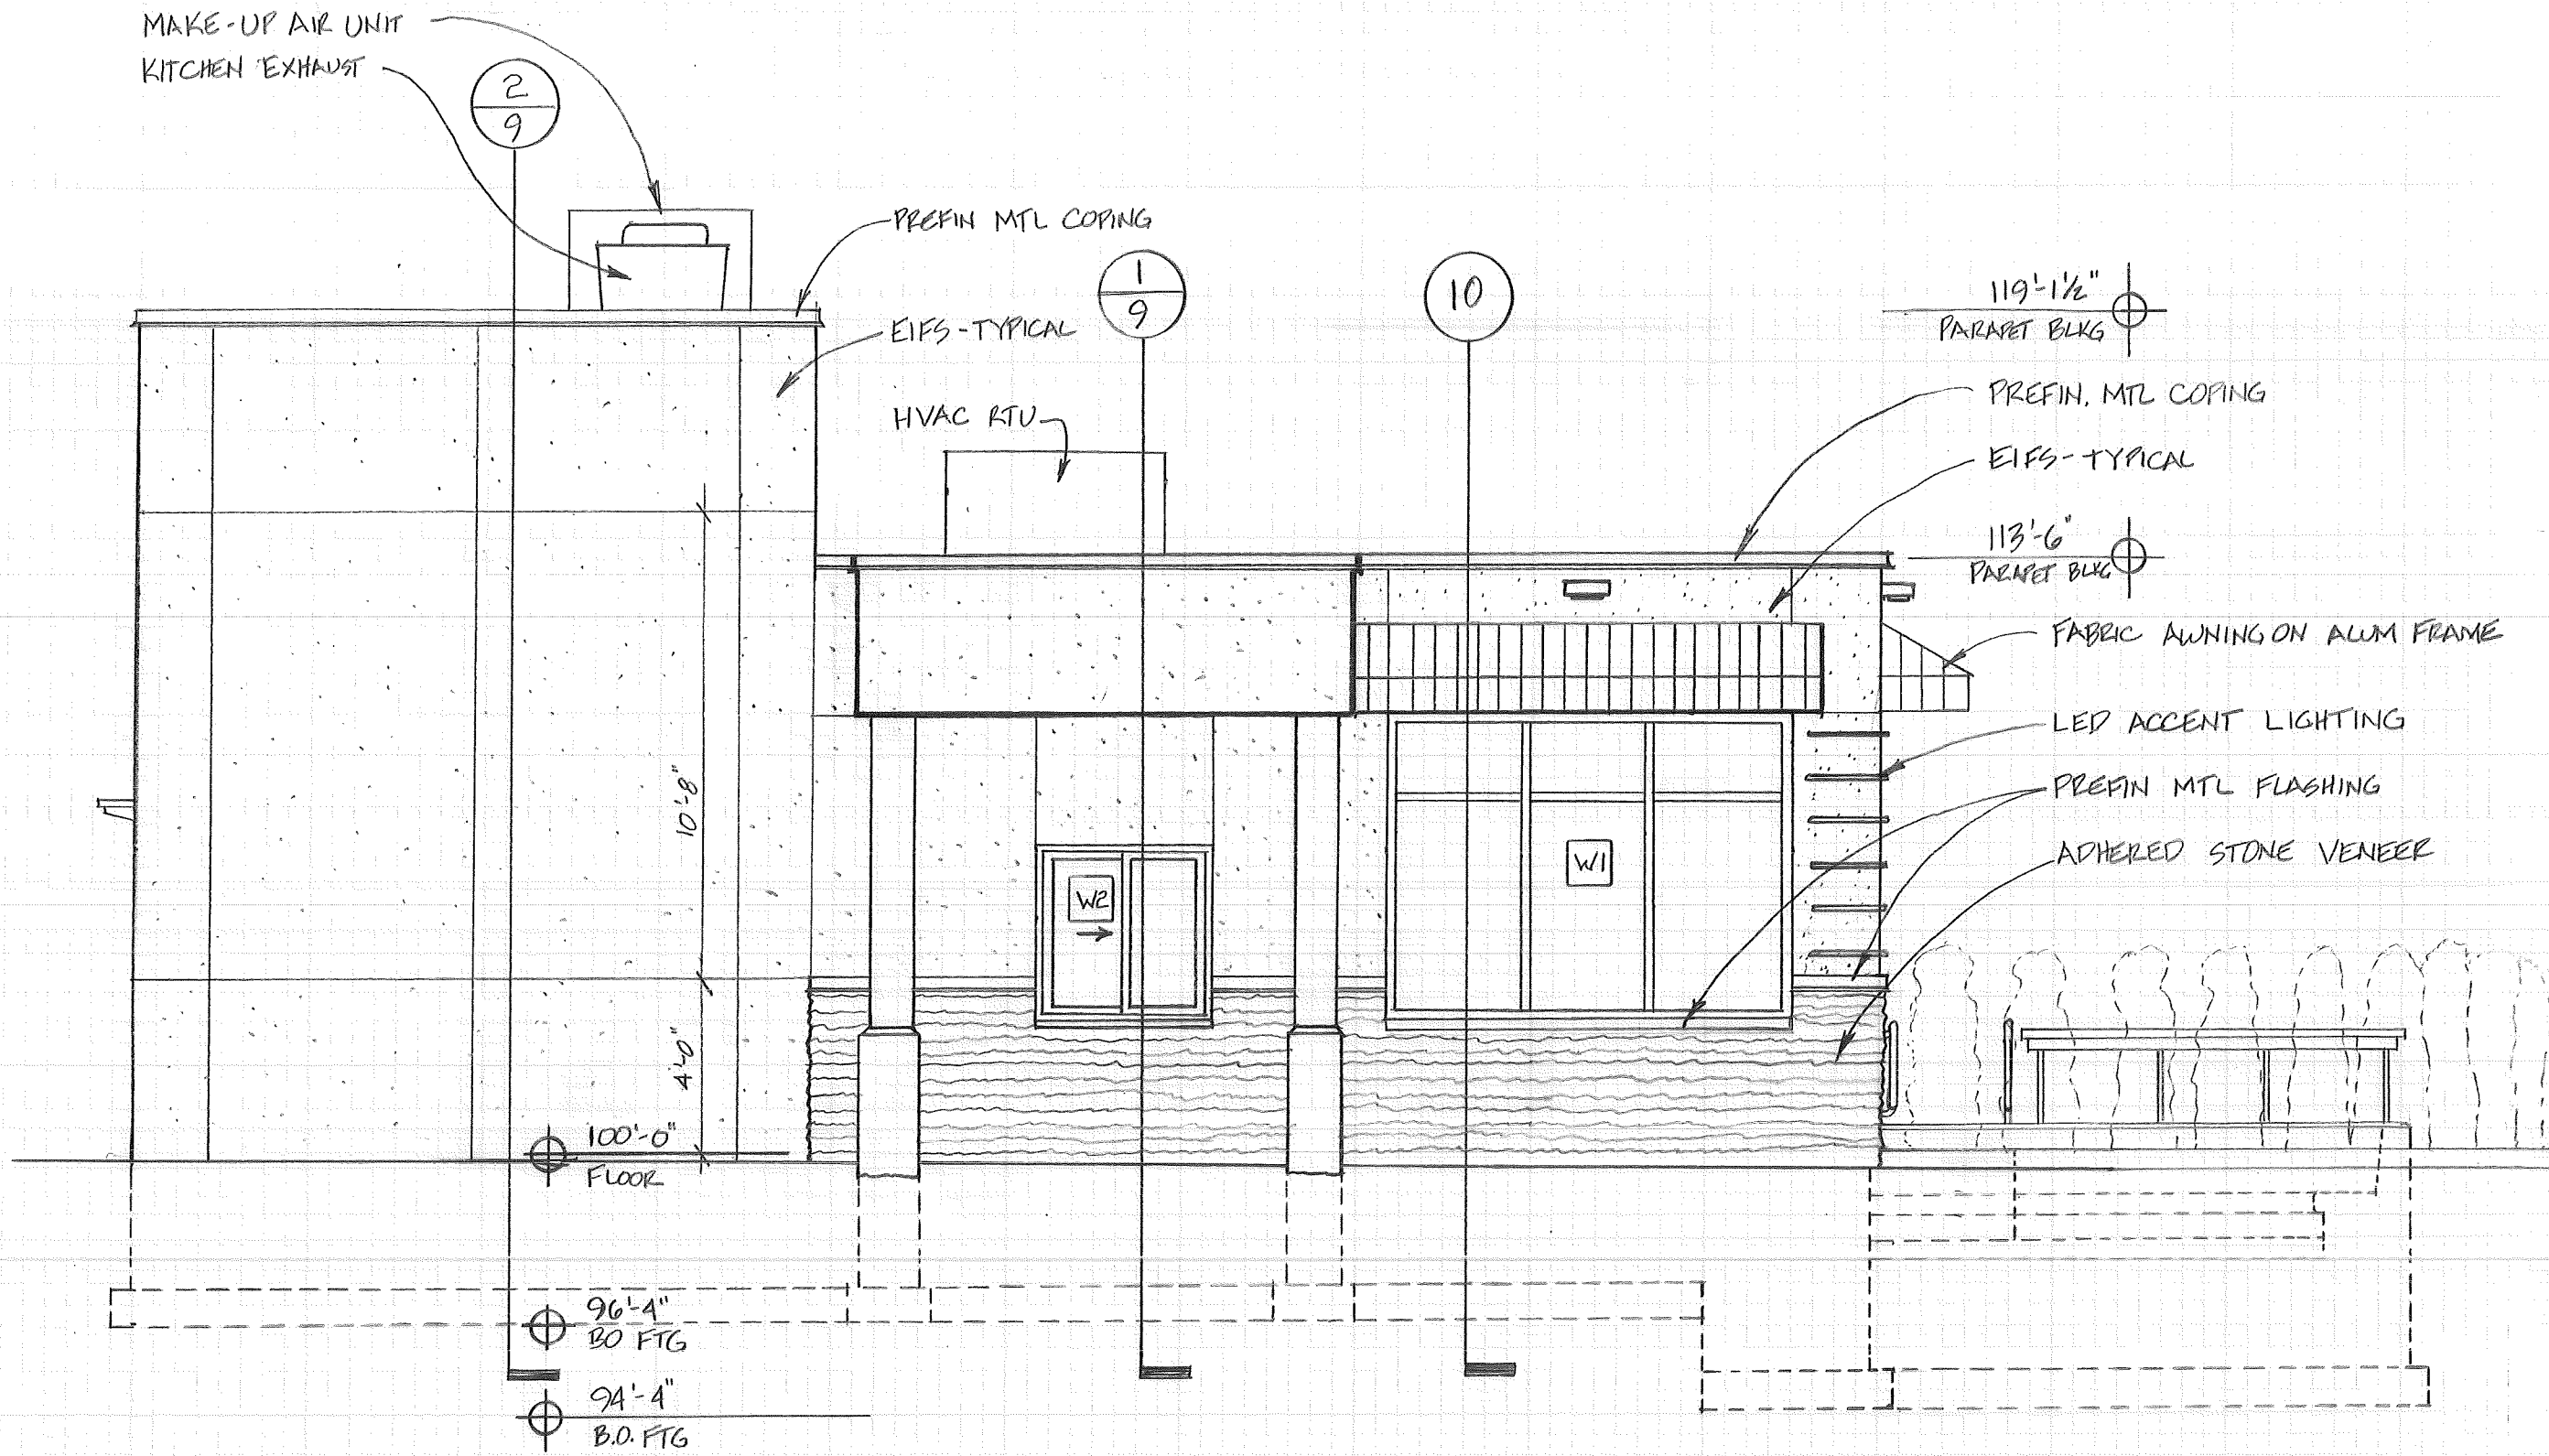 MAKE-UP AIR UNIT
KITCHEN EXHAUST
2
9
PREFIN MTL COPING
EIFS-TYPICAL
1
9
10
HVAC RTU
119'-1½"
PARAPET BLKG
PREFIN. MTL COPING
EIFS-TYPICAL
113'-6"
PARAPET BLKG
FABRIC AWNING ON ALUM FRAME
LED ACCENT LIGHTING
PREFIN MTL FLASHING
ADHERED STONE VENEER
10'-8"
W1
W2
4'-0"
100'-0"
FLOOR
96'-4"
BO FTG
94'-4"
B.O. FTG